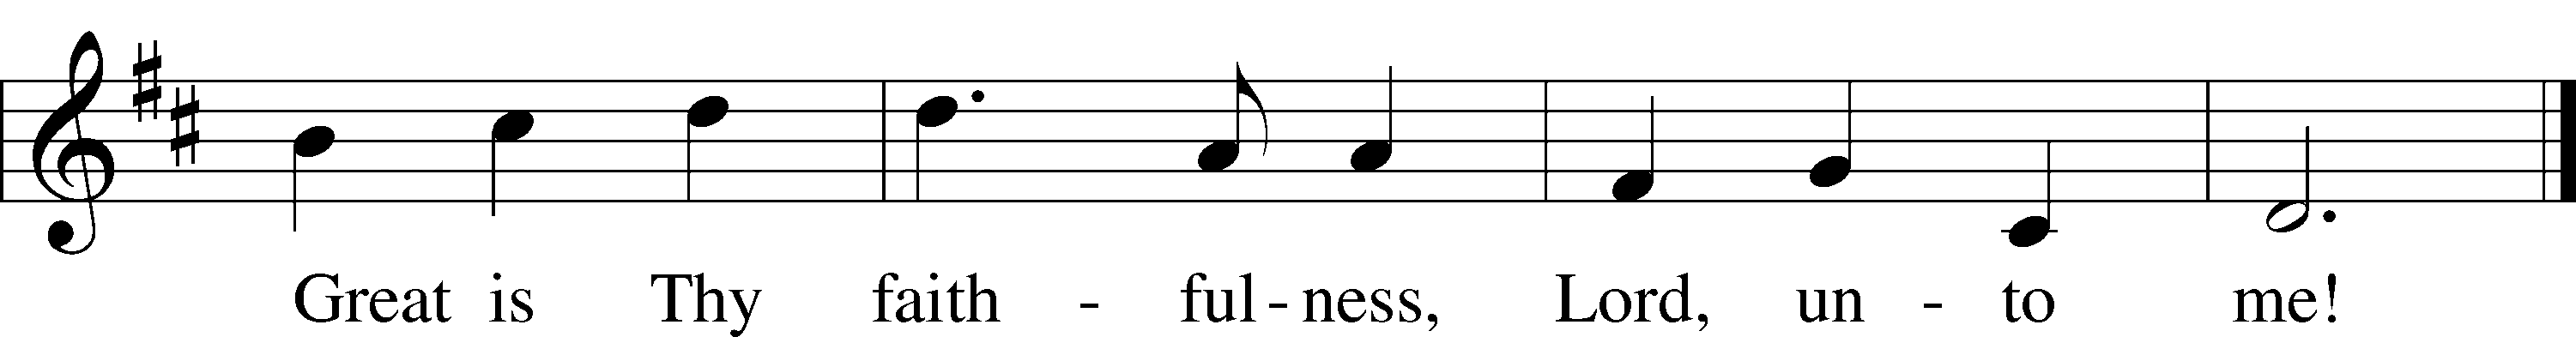 Great is Thy faith - ful - ness, Lord, un - to me!